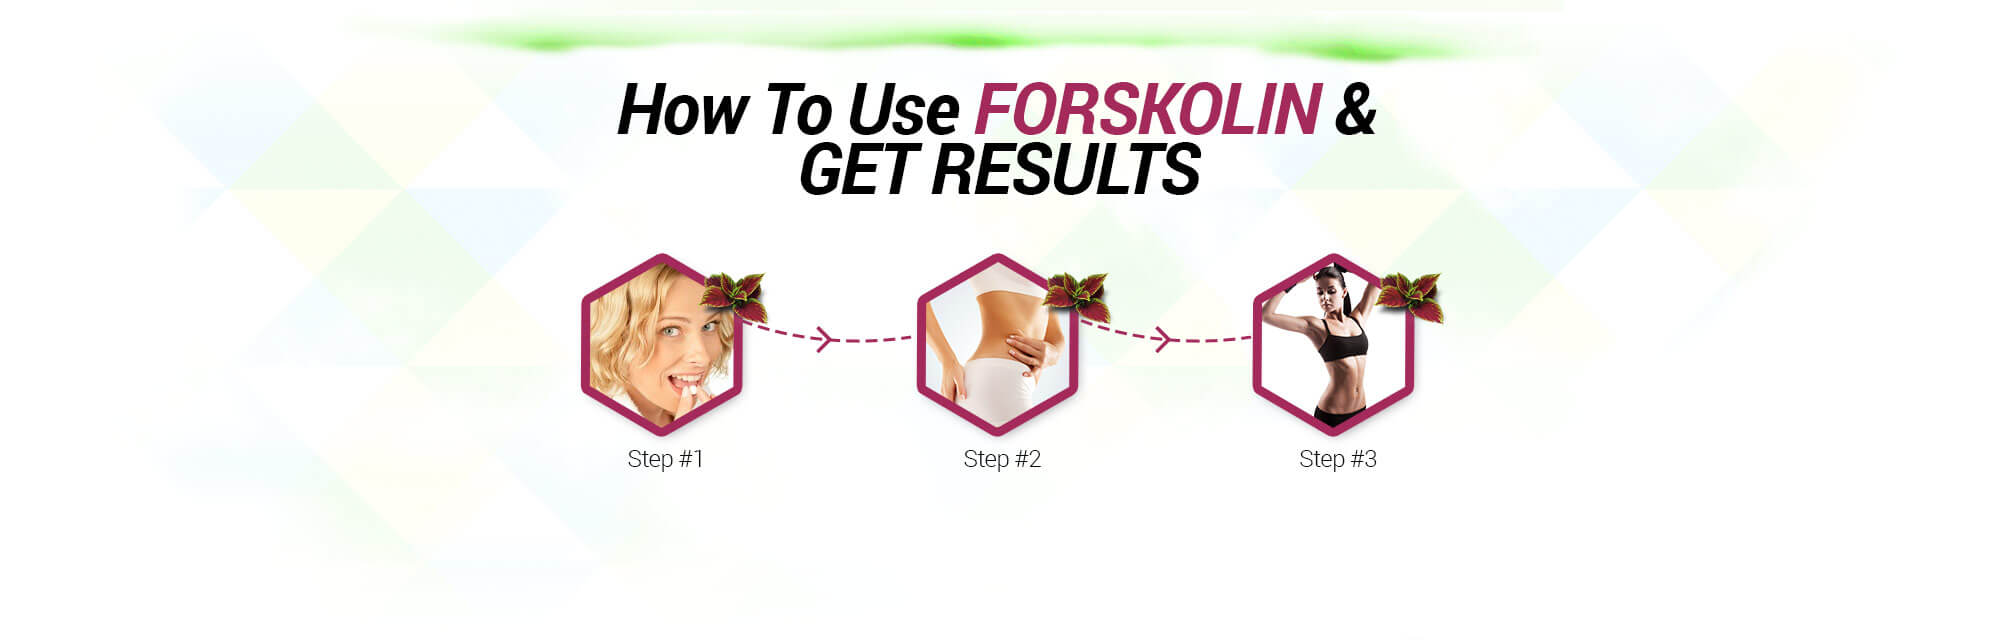 How To Use FORSKOLIN &
GET RESULTS
Step #1
Step #2
Step #3